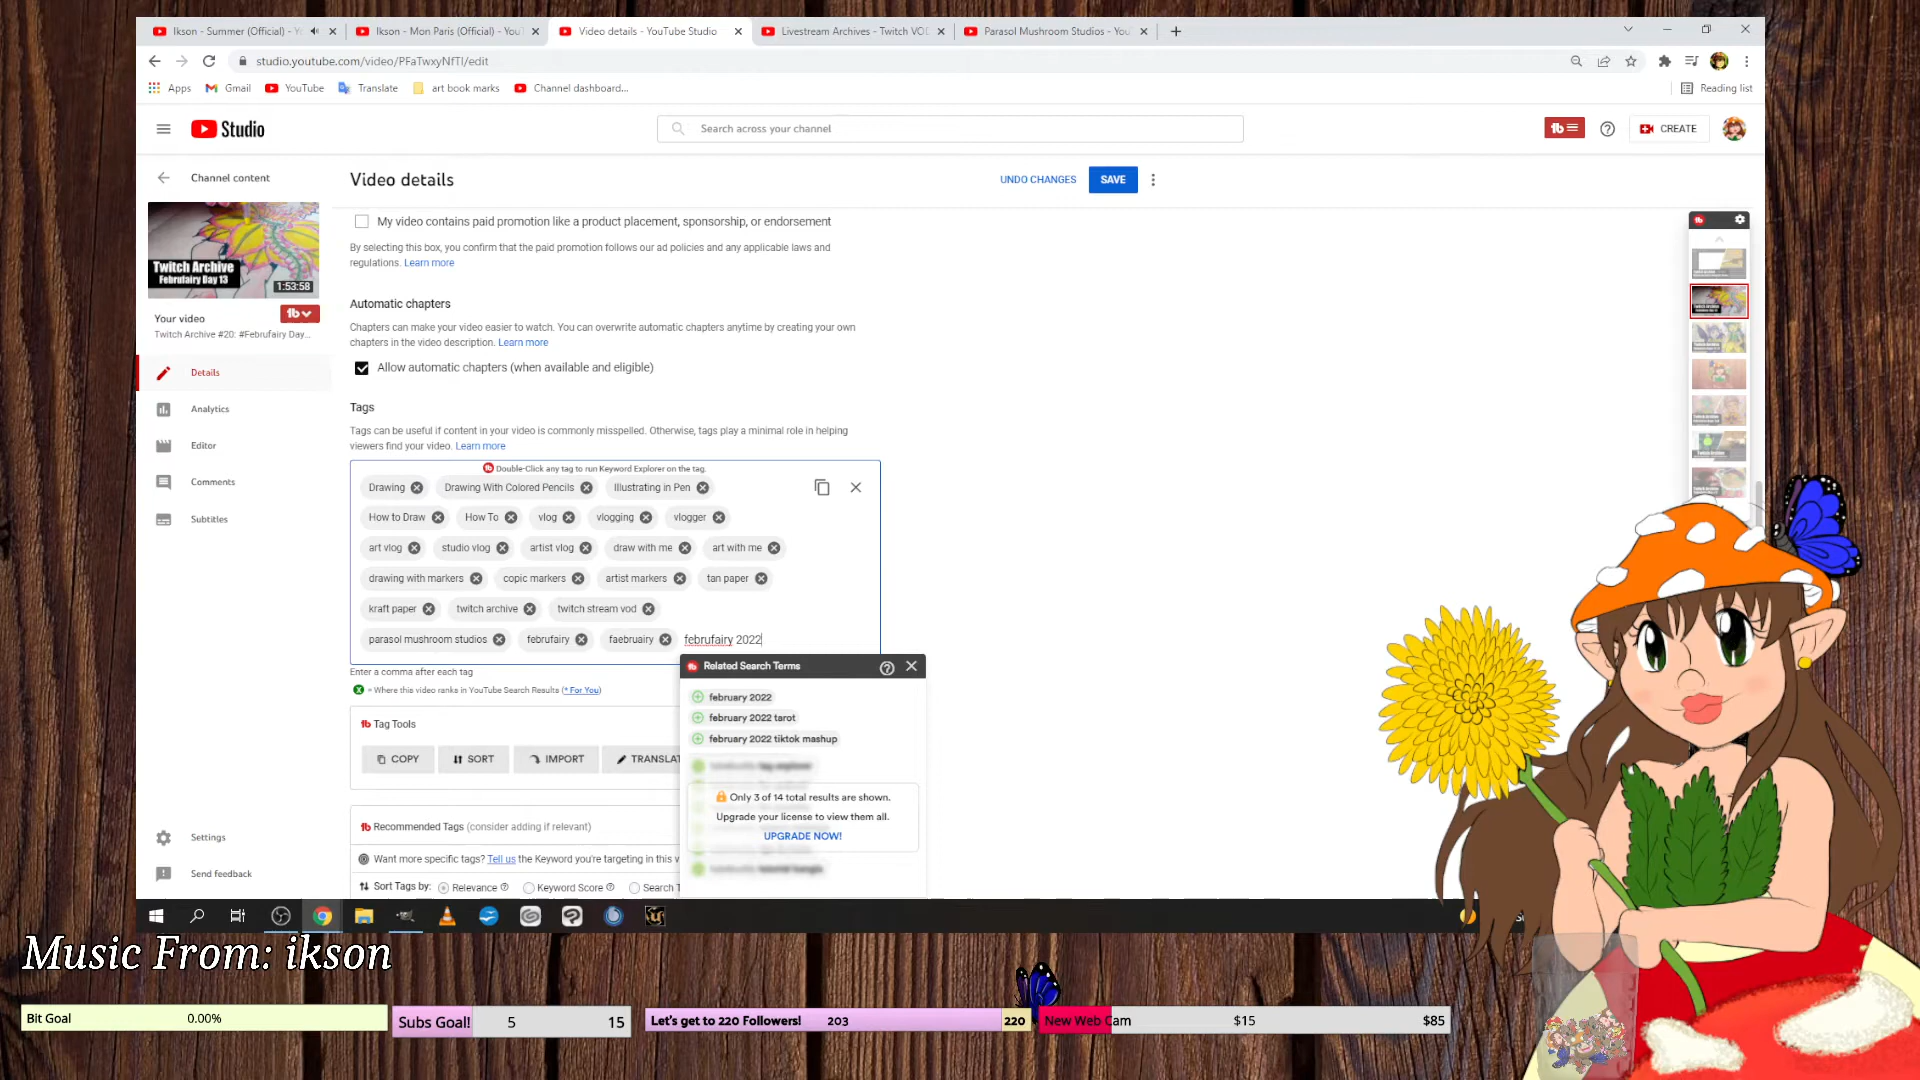 Ikson - Summer (Official) - Y
Ikson - Mon Paris (Official) - YouT
Video details - YouTube Studio
Livestream Archives - Twitch VOD
Parasol Mushroom Studios - You
studio.youtube.com/video/PFaTwxyNfTI/edit
Apps
Gmail
YouTube
Translate
art book marks
Channel dashboard...
Reading list
Studio
Search across your channel
CREATE
Channel content
Video details
UNDO CHANGES
SAVE
My video contains paid promotion like a product placement, sponsorship, or endorsement
By selecting this box, you confirm that the paid promotion follows our ad policies and any applicable laws and
regulations. Learn more
Twitch Archive
Februfairy Day 13
1:53:58
Your video
Twitch Archive #20: #Februfairy Day...
Automatic chapters
Chapters can make your video easier to watch. You can overwrite automatic chapters anytime by creating your own
chapters in the video description. Learn more
Allow automatic chapters (when available and eligible)
Details
Analytics
Editor
Comments
Subtitles
Settings
Send feedback
Tags
Tags can be useful if content in your video is commonly misspelled. Otherwise, tags play a minimal role in helping
viewers find your video. Learn more
Double-Click any tag to run Keyword Explorer on the tag.
Drawing
Drawing With Colored Pencils
Illustrating in Pen
How to Draw
How To
vlog
vlogging
vlogger
art vlog
studio vlog
artist vlog
draw with me
art with me
drawing with markers
copic markers
artist markers
tan paper
kraft paper
twitch archive
twitch stream vod
parasol mushroom studios
februfairy
faebruairy
februfairy 2022
Enter a comma after each tag
= Where this video ranks in YouTube Search Results (* For You)
Tag Tools
COPY
SORT
IMPORT
TRANSLAT
Related Search Terms
february 2022
february 2022 tarot
february 2022 tiktok mashup
Only 3 of 14 total results are shown.
Upgrade your license to view them all.
UPGRADE NOW!
Recommended Tags (consider adding if relevant)
Want more specific tags? Tell us the Keyword you're targeting in this v
Sort Tags by:
Relevance
Keyword Score
Search T
Music From: ikson
Bit Goal
0.00%
Subs Goal!
5
15
Let's get to 220 Followers!
203
220
New Web Cam
$15
$85